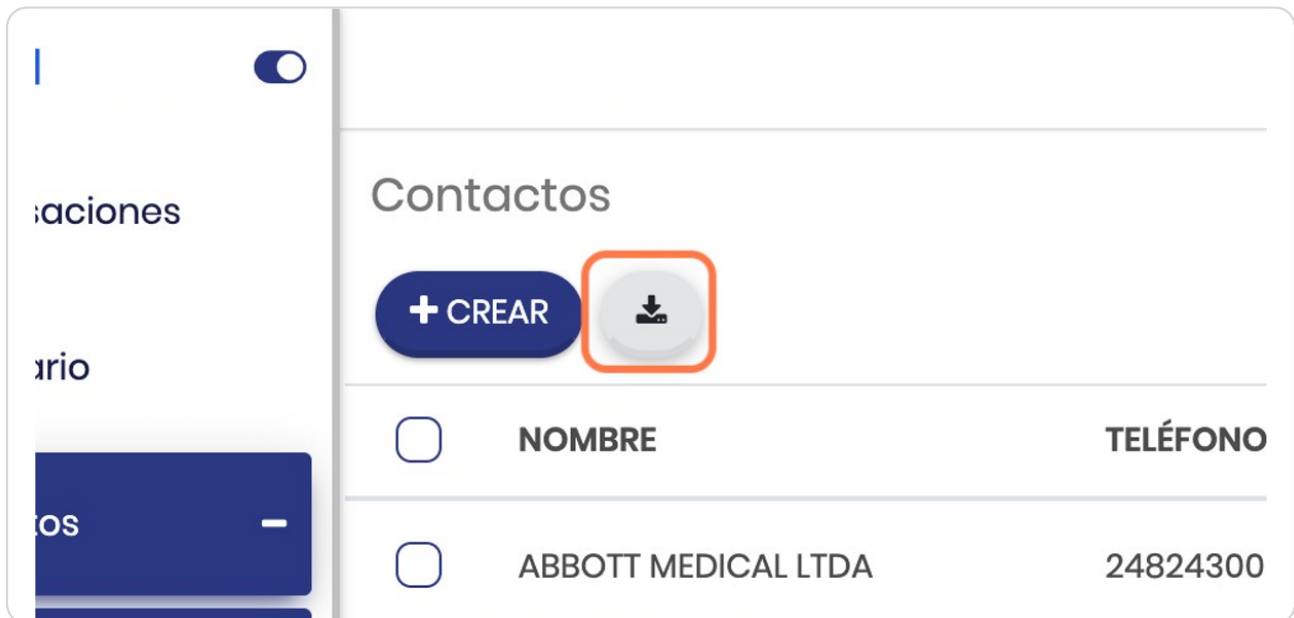 saciones
ario
tos
Contactos
+ CREAR
NOMBRE TELÉFONO
ABBOTT MEDICAL LTDA 24824300